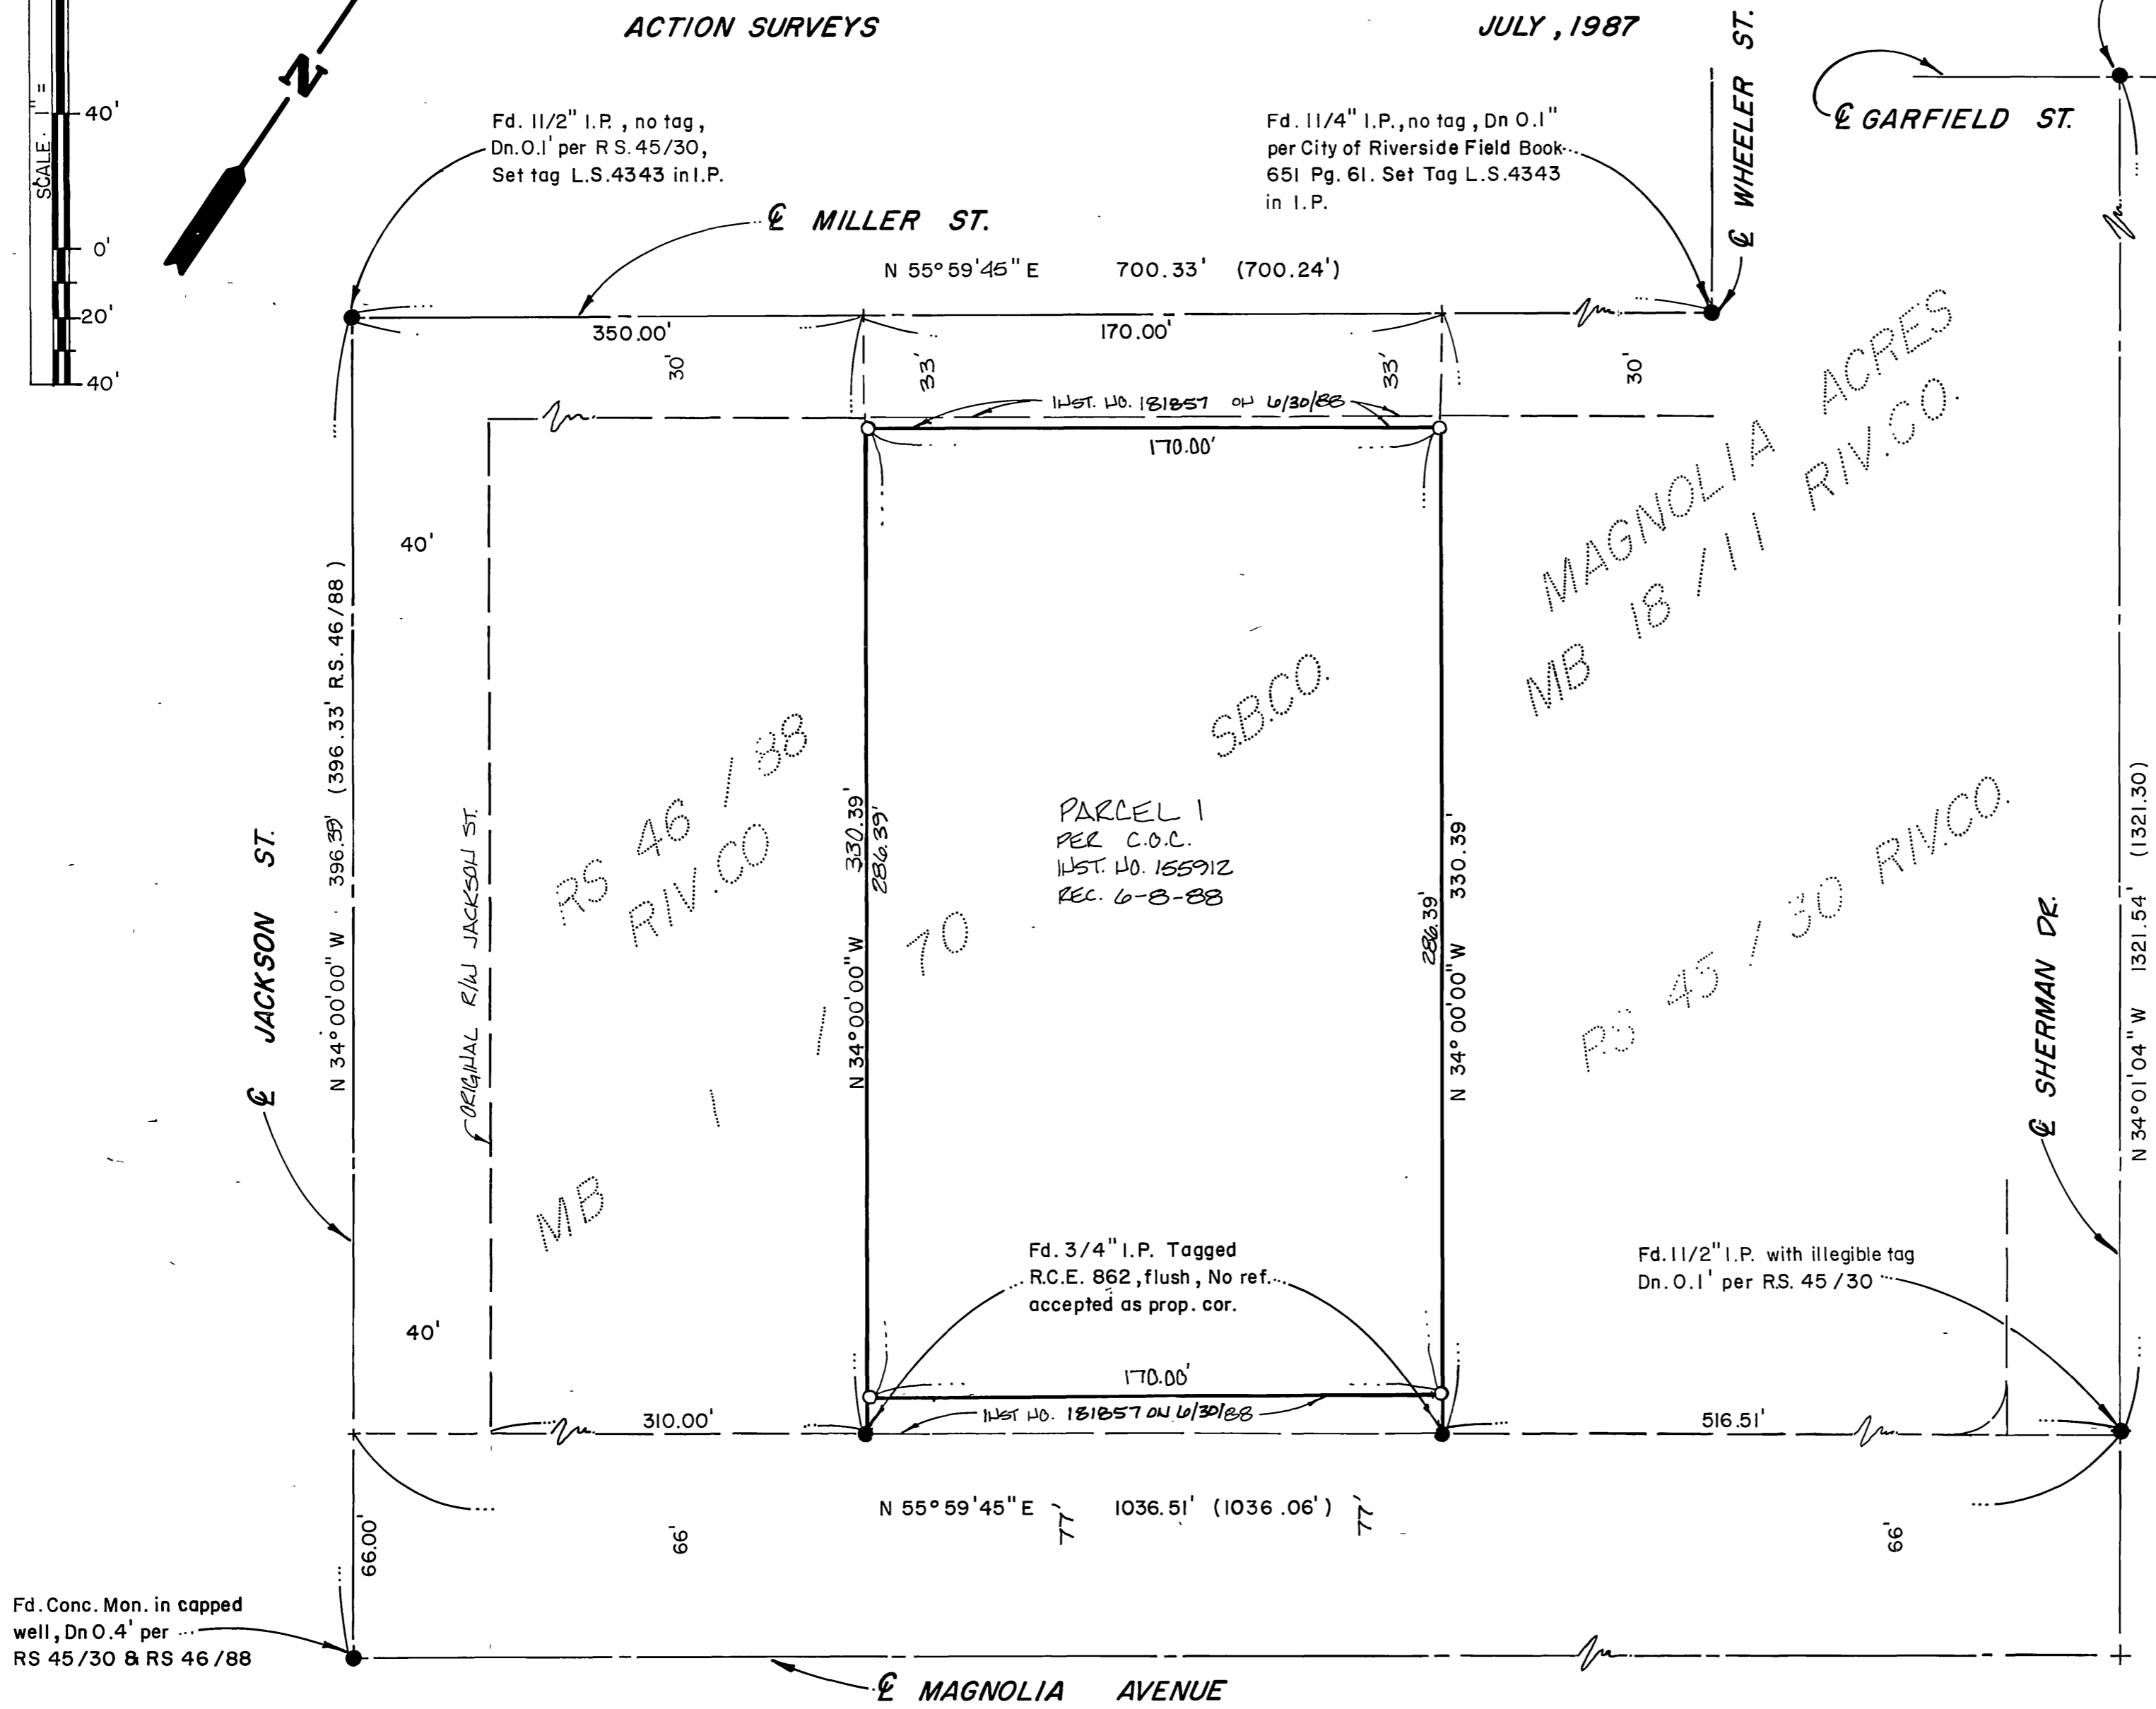 ACTION SURVEYS
JULY, 1987
SCALE. 1" =
40'
0'
20'
40'
N
Fd. 11/2" I.P., no tag,
Dn. 0.1' per R S. 45/30,
Set tag L.S. 4343 in I.P.
Fd. 11/4" I.P., no tag, Dn 0.1"
per City of Riverside Field Book
651 Pg. 61. Set Tag L.S. 4343
in I.P.
℄ WHEELER ST.
℄ GARFIELD ST.
℄ MILLER ST.
N 55°59'45" E 700.33' (700.24')
350.00'
170.00'
30'
33'
33'
30'
INST. NO. 181857 ON 6/30/88
170.00'
MAGNOLIA ACRES
MB 18/11 RIV.CO.
40'
N 34°00'00" W 396.39' (396.33' R.S. 46/88)
℄ JACKSON ST.
ORIGINAL R/W JACKSON ST.
RS 46/88
RIV.CO
S.B.CO.
PARCEL 1
PER C.O.C.
INST. NO. 155912
REC. 6-8-88
N 34°00'00" W 330.39'
286.39'
286.39'
N 34°00'00" W 330.39'
MB 1 / 70
RS 45/30 RIV.CO.
℄ SHERMAN DR.
N 34°01'04" W 1321.54' (1321.30)
Fd. 3/4" I.P. Tagged
R.C.E. 862, flush, No ref.
accepted as prop. cor.
Fd. 11/2" I.P. with illegible tag
Dn. 0.1' per R.S. 45/30
40'
170.00'
INST NO. 181857 ON 6/30/88
310.00'
516.51'
N 55°59'45" E 1036.51' (1036.06')
77'
77'
66.00'
66'
66'
Fd. Conc. Mon. in capped
well, Dn 0.4' per
RS 45/30 & RS 46/88
℄ MAGNOLIA AVENUE